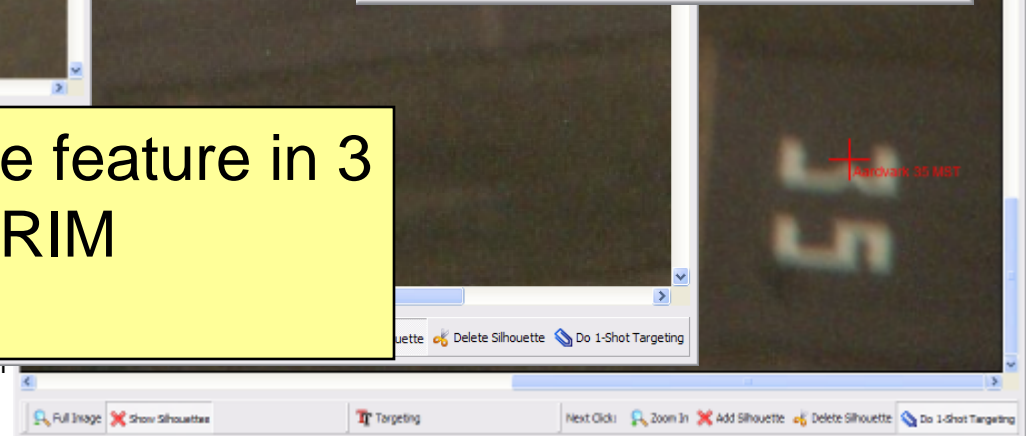 e feature in 3
RIM
Aardvark 35 MST
35
uette Delete Silhouette Do 1-Shot Targeting
Full Image Show Silhouettes Targeting Next Click: Zoom In Add Silhouette Delete Silhouette Do 1-Shot Targeting